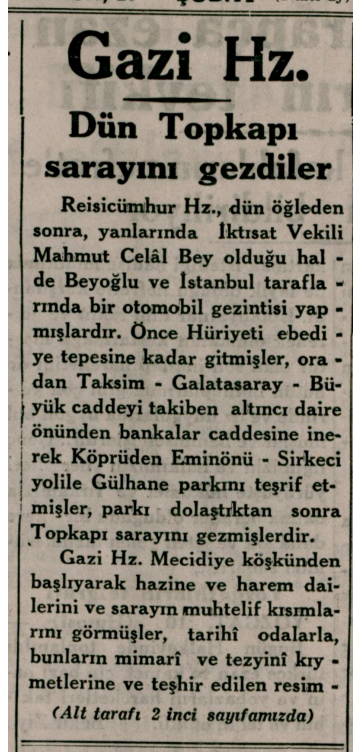 ŞUBAT
Gazi Hz.
Dün Topkapı
sarayını gezdiler
Reisicümhur Hz., dün öğleden
sonra, yanlarında İktısat Vekili
Mahmut Celâl Bey olduğu hal -
de Beyoğlu ve İstanbul tarafla -
rında bir otomobil gezintisi yap -
mışlardır. Önce Hüriyeti ebedi -
ye tepesine kadar gitmişler, ora -
dan Taksim - Galatasaray - Bü-
yük caddeyi takiben altıncı daire
önünden bankalar caddesine ine-
rek Köprüden Eminönü - Sirkeci
yolile Gülhane parkını teşrif et-
mişler, parkı dolaştıktan sonra
Topkapı sarayını gezmişlerdir.
Gazi Hz. Mecidiye köşkünden
başlıyarak hazine ve harem dai-
lerini ve sarayın muhtelif kısımla-
rını görmüşler, tarihî odalarla,
bunların mimarî ve tezyinî kıy -
metlerine ve teşhir edilen resim -
(Alt tarafı 2 inci sayıfamızda)